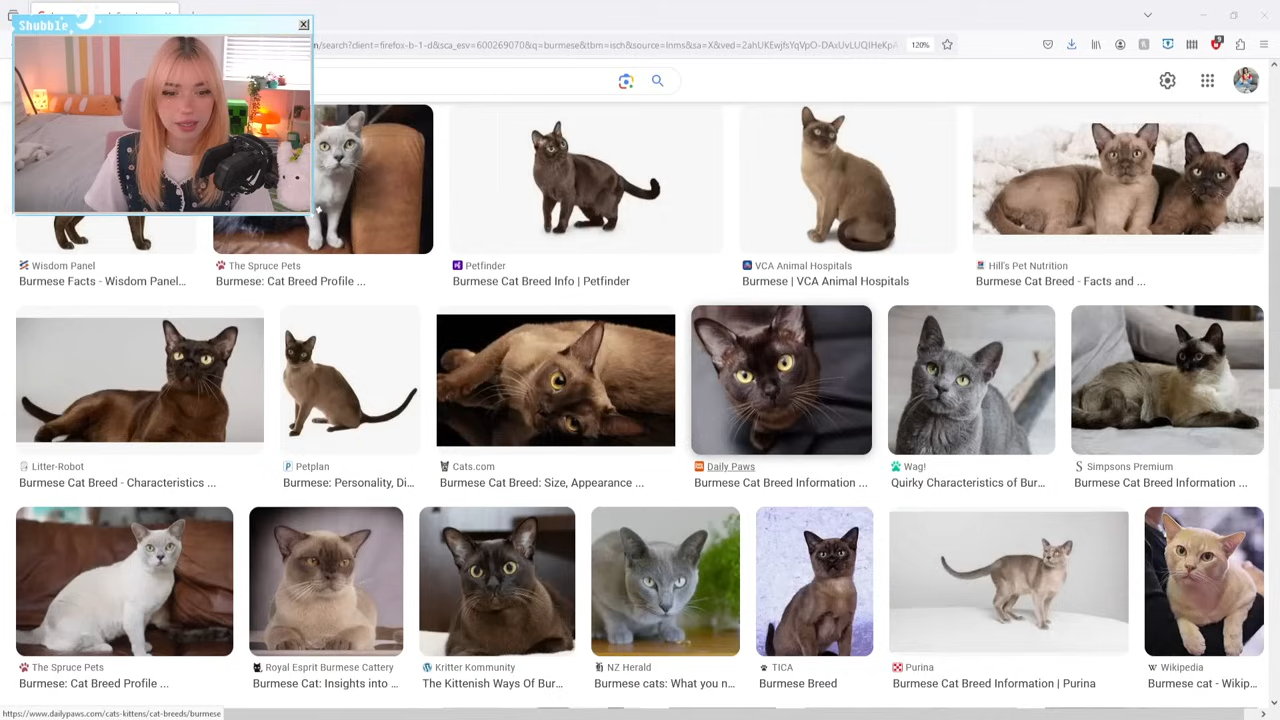 Shubble
120%
9
Wisdom Panel
Burmese Facts - Wisdom Panel...
The Spruce Pets
Burmese: Cat Breed Profile ...
Petfinder
Burmese Cat Breed Info | Petfinder
VCA Animal Hospitals
Burmese | VCA Animal Hospitals
Hill's Pet Nutrition
Burmese Cat Breed - Facts and ...
Litter-Robot
Burmese Cat Breed - Characteristics ...
Petplan
Burmese: Personality, Di...
Cats.com
Burmese Cat Breed: Size, Appearance ...
Daily Paws
Burmese Cat Breed Information ...
Wag!
Quirky Characteristics of Bur...
Simpsons Premium
Burmese Cat Breed Information ...
The Spruce Pets
Burmese: Cat Breed Profile ...
Royal Esprit Burmese Cattery
Burmese Cat: Insights into ...
Kritter Kommunity
The Kittenish Ways Of Bur...
NZ Herald
Burmese cats: What you n...
TICA
Burmese Breed
Purina
Burmese Cat Breed Information | Purina
Wikipedia
Burmese cat - Wikip...
https://www.dailypaws.com/cats-kittens/cat-breeds/burmese